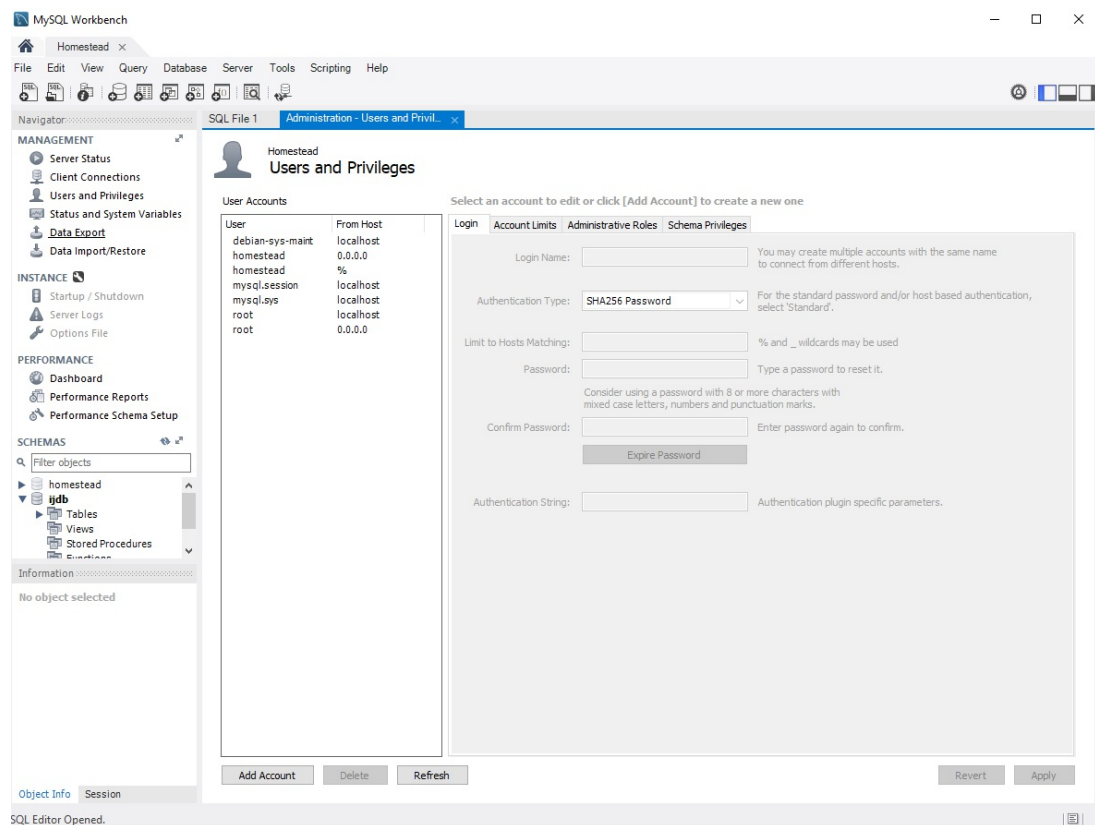 MySQL Workbench
Homestead
File Edit View Query Database Server Tools Scripting Help
Navigator
MANAGEMENT
Server Status
Client Connections
Users and Privileges
Status and System Variables
Data Export
Data Import/Restore
INSTANCE
Startup / Shutdown
Server Logs
Options File
PERFORMANCE
Dashboard
Performance Reports
Performance Schema Setup
SCHEMAS
Filter objects
homestead
ijdb
Tables
Views
Stored Procedures
Functions
Information
No object selected
Object Info Session
SQL File 1 Administration - Users and Privil...
Homestead
Users and Privileges
User Accounts
User From Host
debian-sys-maint localhost
homestead 0.0.0.0
homestead %
mysql.session localhost
mysql.sys localhost
root localhost
root 0.0.0.0
Add Account Delete Refresh
Select an account to edit or click [Add Account] to create a new one
Login Account Limits Administrative Roles Schema Privileges
Login Name: You may create multiple accounts with the same name
to connect from different hosts.
Authentication Type: SHA256 Password For the standard password and/or host based authentication,
select 'Standard'.
Limit to Hosts Matching: % and _ wildcards may be used
Password: Type a password to reset it.
Consider using a password with 8 or more characters with
mixed case letters, numbers and punctuation marks.
Confirm Password: Enter password again to confirm.
Expire Password
Authentication String: Authentication plugin specific parameters.
Revert Apply
SQL Editor Opened.